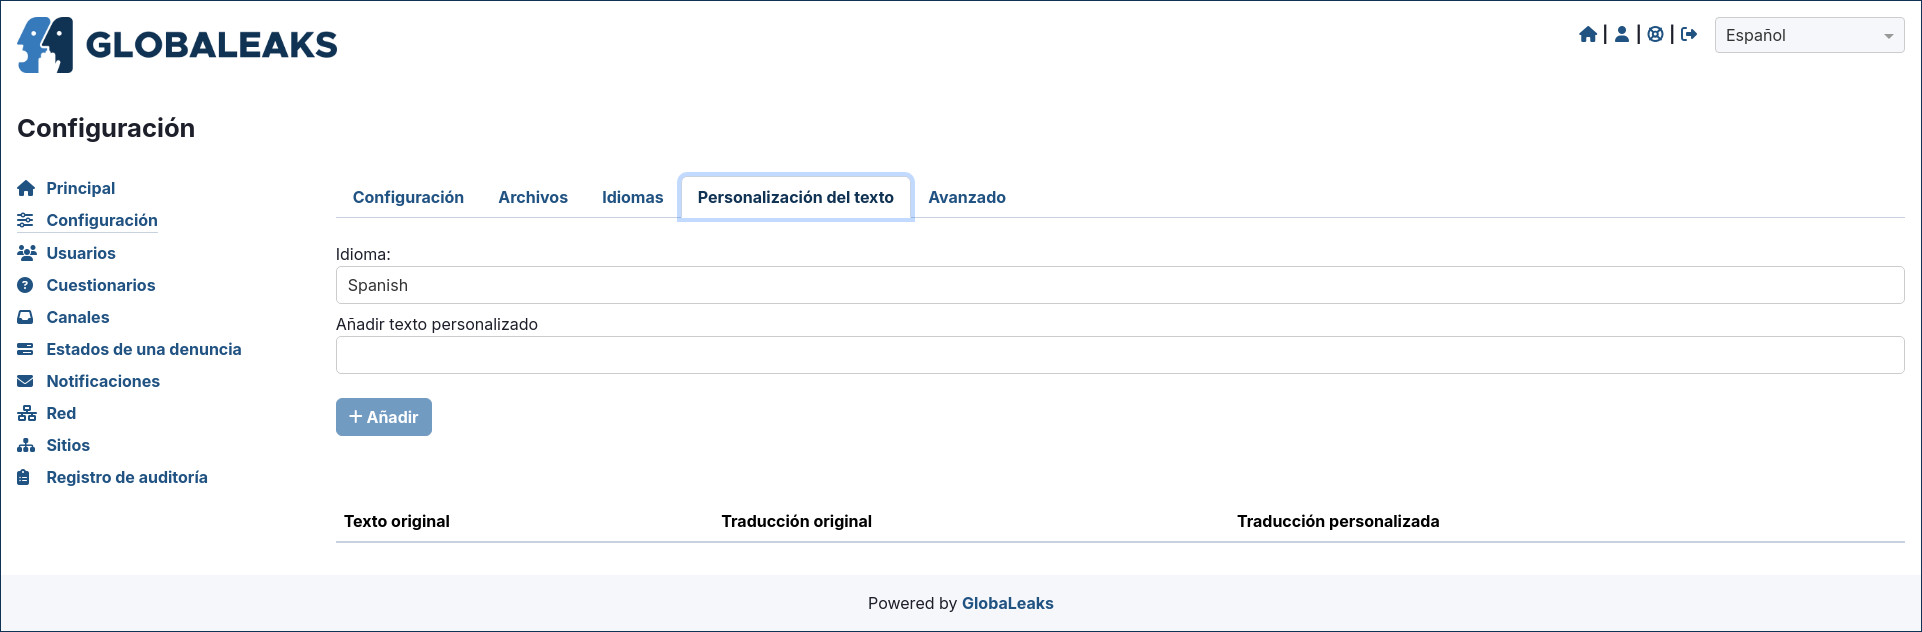 GLOBALEAKS
Español
Configuración
Principal
Configuración
Usuarios
Cuestionarios
Canales
Estados de una denuncia
Notificaciones
Red
Sitios
Registro de auditoría
Configuración Archivos Idiomas Personalización del texto Avanzado
Idioma:
Spanish
Añadir texto personalizado
+ Añadir
Texto original Traducción original Traducción personalizada
Powered by GlobaLeaks